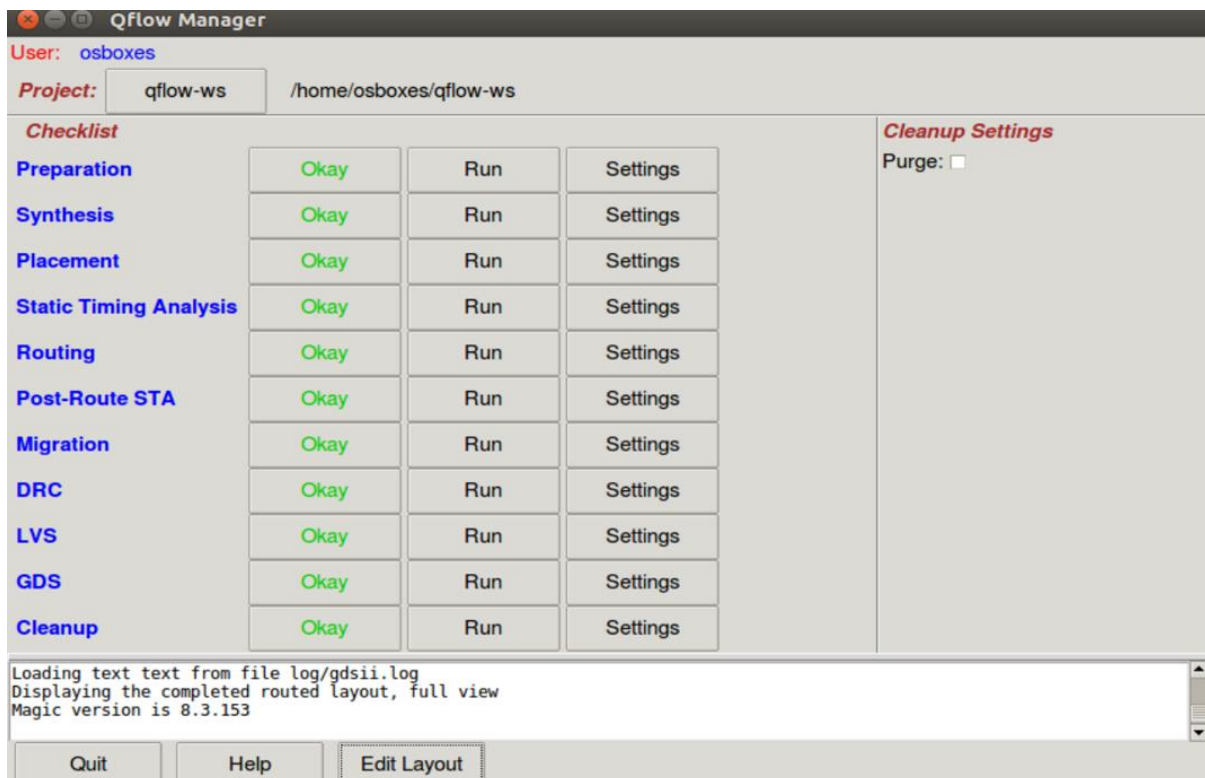 Qflow Manager
User: osboxes
Project: qflow-ws /home/osboxes/qflow-ws
Checklist
Preparation Okay Run Settings
Synthesis Okay Run Settings
Placement Okay Run Settings
Static Timing Analysis Okay Run Settings
Routing Okay Run Settings
Post-Route STA Okay Run Settings
Migration Okay Run Settings
DRC Okay Run Settings
LVS Okay Run Settings
GDS Okay Run Settings
Cleanup Okay Run Settings
Cleanup Settings
Purge:
Loading text text from file log/gdsii.log
Displaying the completed routed layout, full view
Magic version is 8.3.153
Quit Help Edit Layout